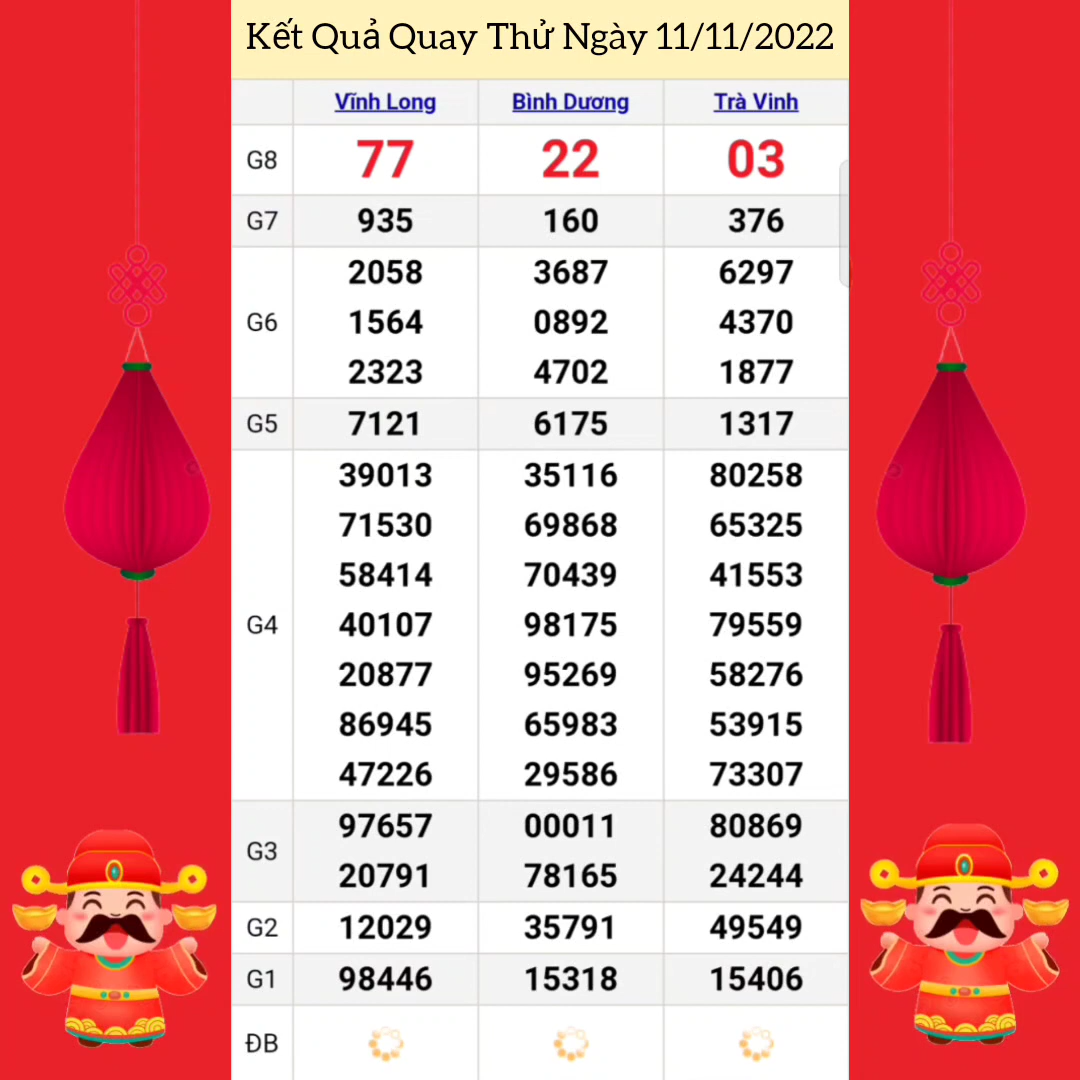 Kết Quả Quay Thử Ngày 11/11/2022
Vĩnh Long Bình Dương Trà Vinh
G8 77 22 03
G7 935 160 376
2058 3687 6297
G6 1564 0892 4370
2323 4702 1877
G5 7121 6175 1317
39013 35116 80258
71530 69868 65325
58414 70439 41553
G4 40107 98175 79559
20877 95269 58276
86945 65983 53915
47226 29586 73307
G3 97657 00011 80869
20791 78165 24244
G2 12029 35791 49549
G1 98446 15318 15406
ĐB